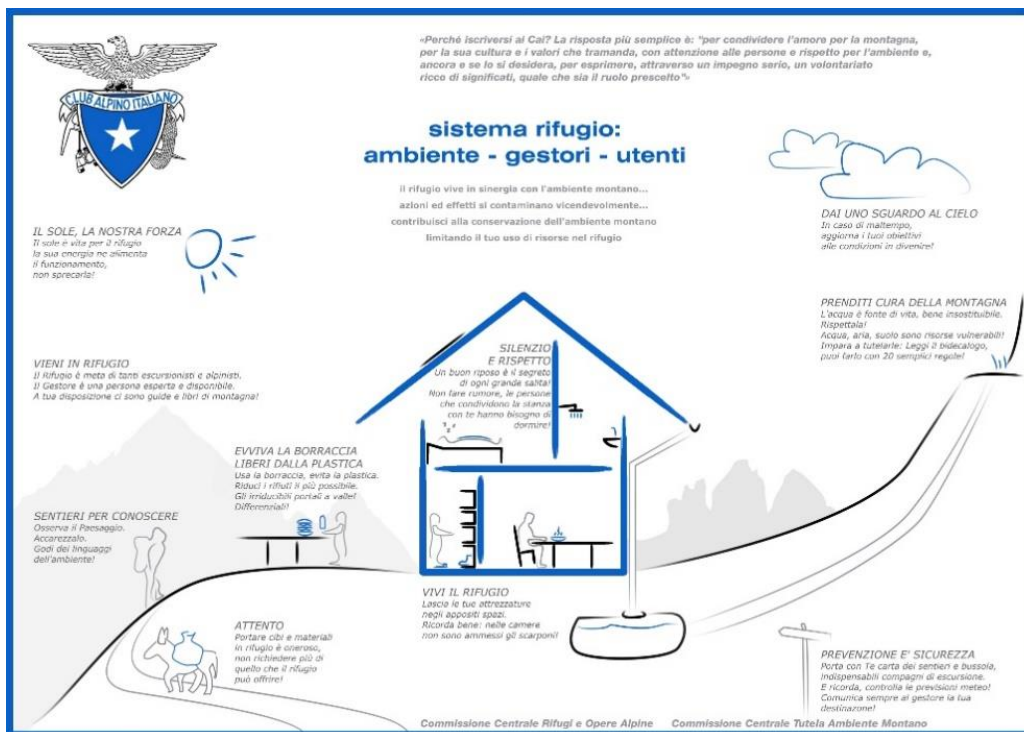 «Perché iscriversi al Cai? La risposta più semplice è: "per condividere l'amore per la montagna,
per la sua cultura e i valori che tramanda, con attenzione alle persone e rispetto per l'ambiente e,
ancora e se lo si desidera, per esprimere, attraverso un impegno serio, un volontariato
ricco di significati, quale che sia il ruolo prescelto"»
CLUB ALPINO ITALIANO
sistema rifugio:
ambiente - gestori - utenti
il rifugio vive in sinergia con l'ambiente montano...
azioni ed effetti si contaminano vicendevolmente...
contribuisci alla conservazione dell'ambiente montano
limitando il tuo uso di risorse nel rifugio
IL SOLE, LA NOSTRA FORZA
Il sole è vita per il rifugio
la sua energia ne alimenta
il funzionamento,
non sprecarla!
DAI UNO SGUARDO AL CIELO
In caso di maltempo,
aggiorna i tuoi obiettivi
alle condizioni in divenire!
PRENDITI CURA DELLA MONTAGNA
L'acqua è fonte di vita, bene insostituibile.
Rispettala!
Acqua, aria, suolo sono risorse vulnerabili!
Impara a tutelarle: Leggi il bidecalogo,
puoi farlo con 20 semplici regole!
SILENZIO
E RISPETTO
Un buon riposo è il segreto
di ogni grande salita!
Non fare rumore, le persone
che condividono la stanza
con te hanno bisogno di
dormire!
VIENI IN RIFUGIO
Il Rifugio è meta di tanti escursionisti e alpinisti.
Il Gestore è una persona esperta e disponibile.
A tua disposizione ci sono guide e libri di montagna!
EVVIVA LA BORRACCIA
LIBERI DALLA PLASTICA
Usa la borraccia, evita la plastica.
Riduci i rifiuti il più possibile.
Gli irriducibili portali a valle!
Differenziali!
SENTIERI PER CONOSCERE
Osserva il Paesaggio.
Accarezzalo.
Godi dei linguaggi
dell'ambiente!
VIVI IL RIFUGIO
Lascia le tue attrezzature
negli appositi spazi.
Ricorda bene: nelle camere
non sono ammessi gli scarponi!
ATTENTO
Portare cibi e materiali
in rifugio è oneroso,
non richiedere più di
quello che il rifugio
può offrire!
PREVENZIONE E' SICUREZZA
Porta con Te carta dei sentieri e bussola,
indispensabili compagni di escursione.
E ricorda, controlla le previsioni meteo!
Comunica sempre al gestore la tua
destinazone!
Commissione Centrale Rifugi e Opere Alpine Commissione Centrale Tutela Ambiente Montano